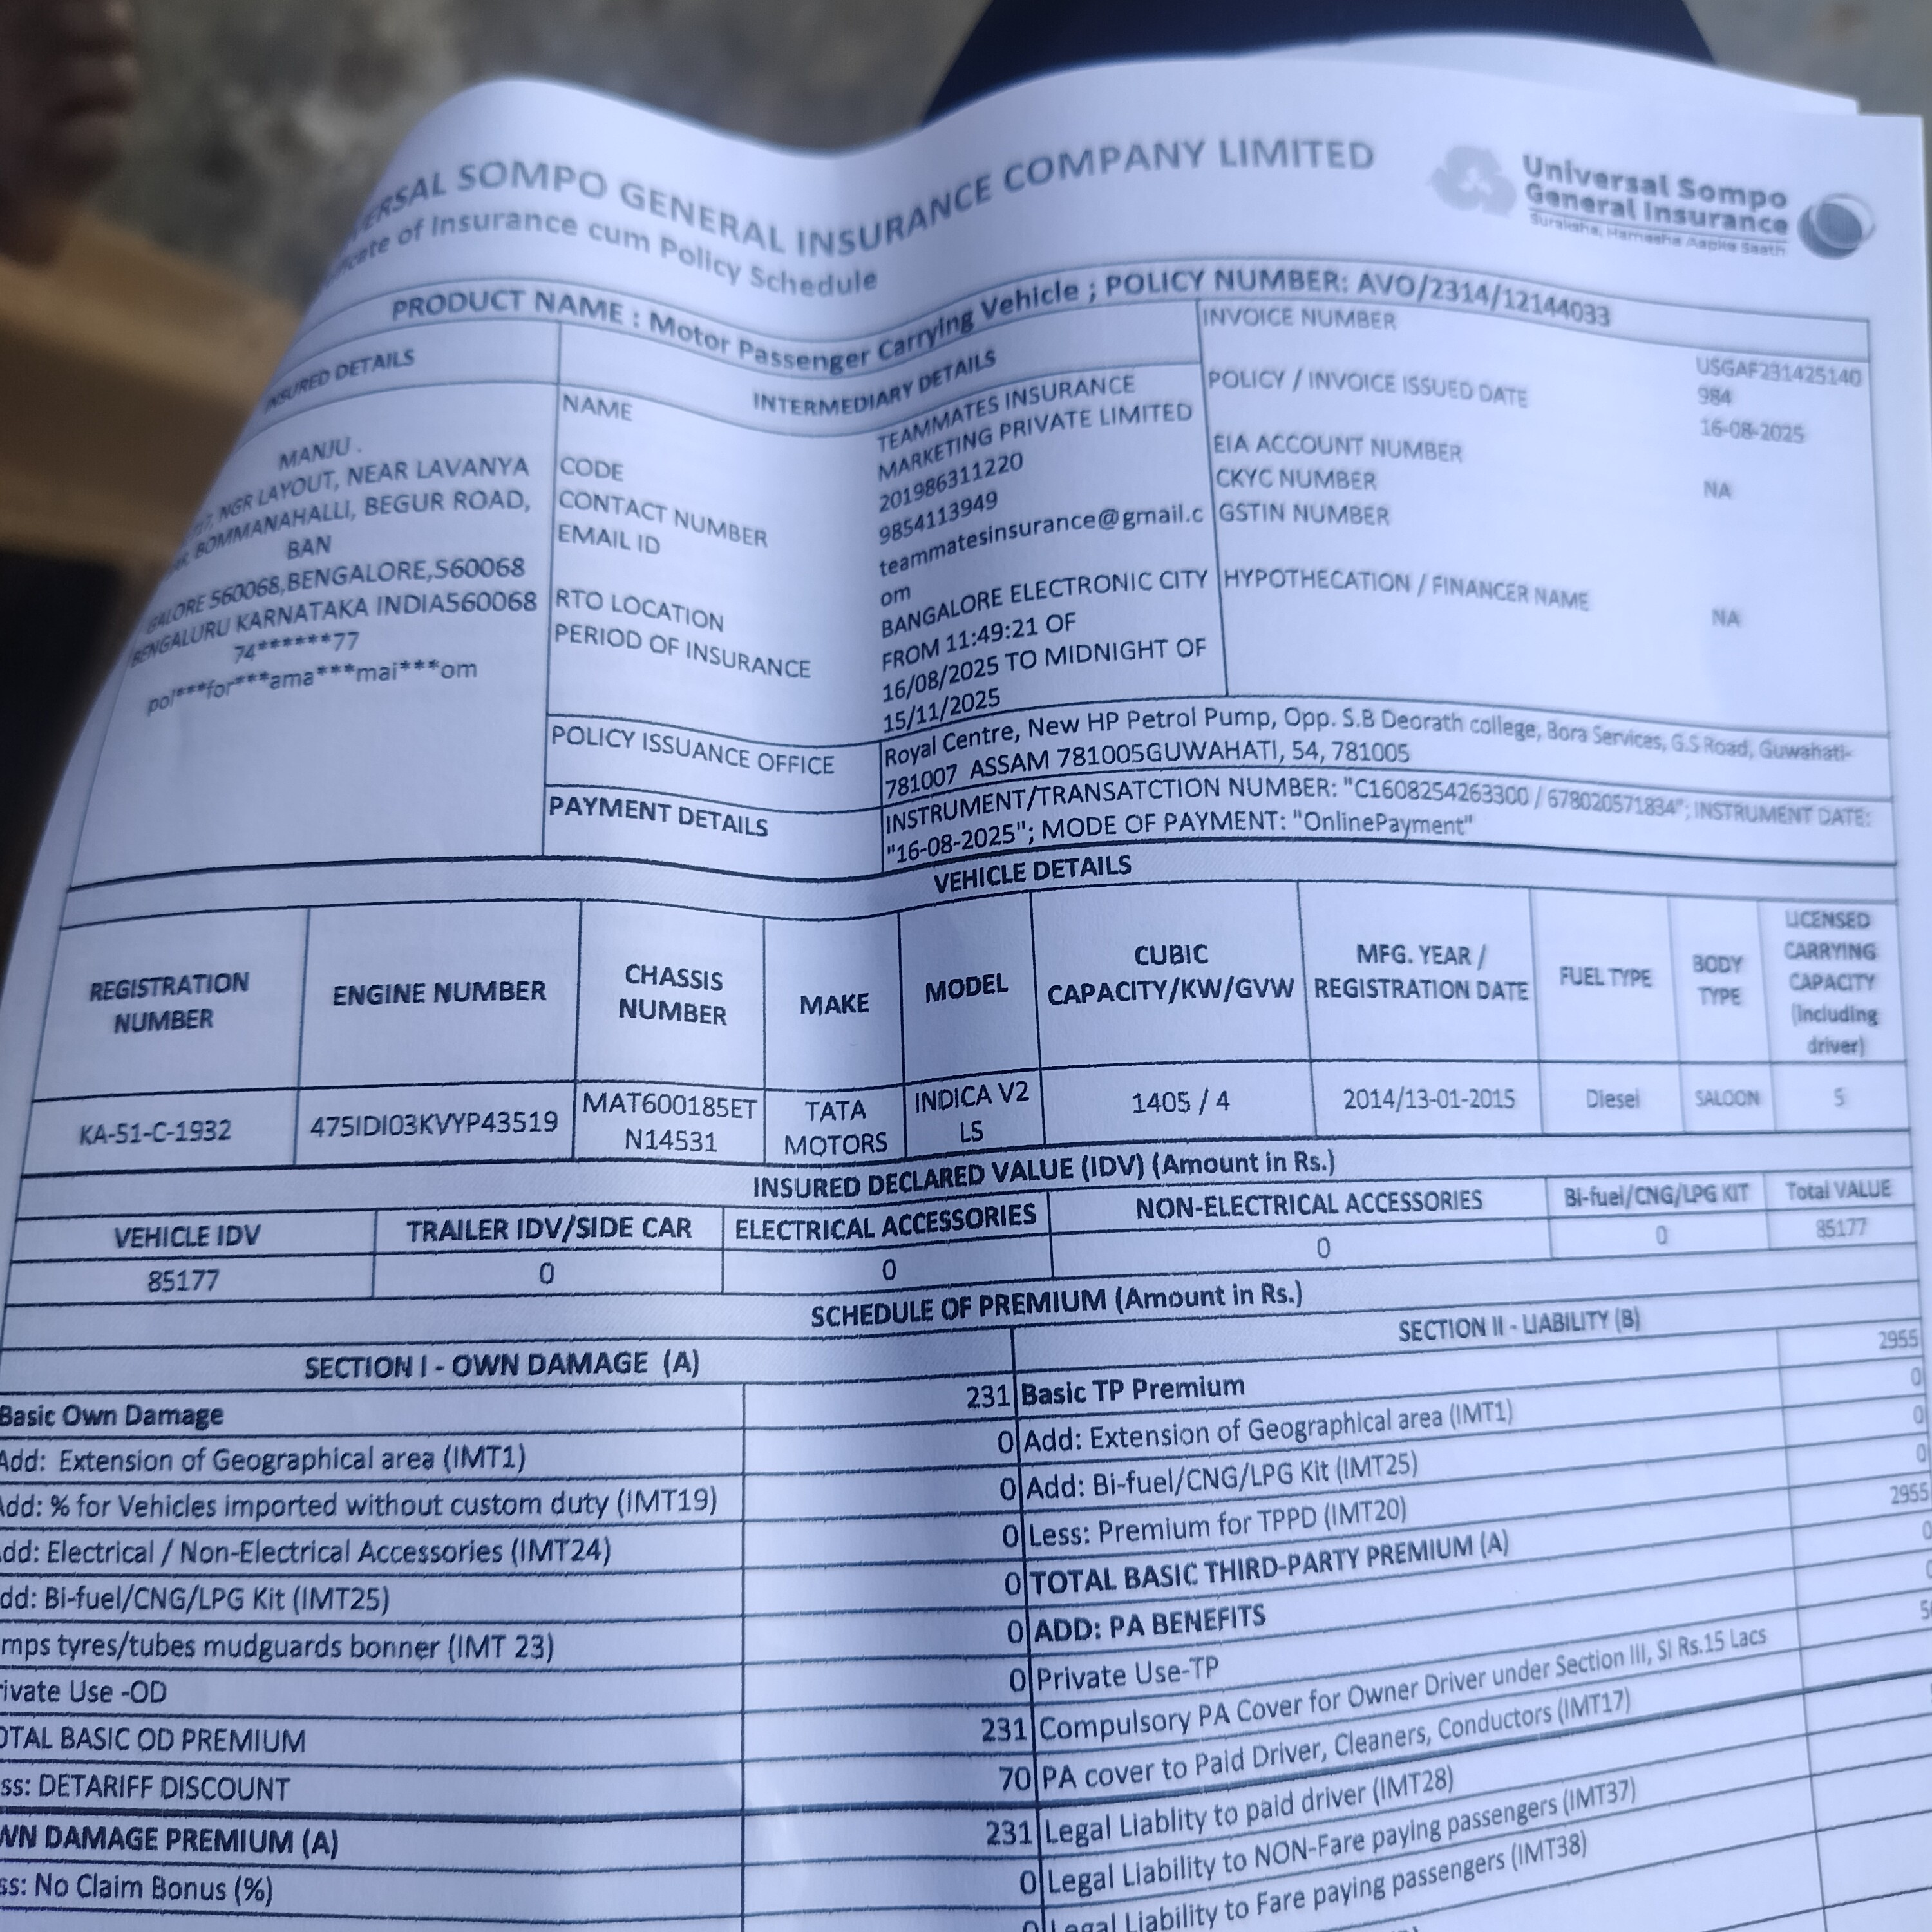 ERSAL SOMPO GENERAL INSURANCE COMPANY LIMITED
icate of Insurance cum Policy Schedule
Universal Sompo
General Insurance
Suraksha, Hamesha Aapke Saath
PRODUCT NAME : Motor Passenger Carrying Vehicle ; POLICY NUMBER: AVO/2314/12144033
INSURED DETAILS
MANJU .
NGR LAYOUT, NEAR LAVANYA
BOMMANAHALLI, BEGUR ROAD,
BAN
GALORE 560068,BENGALORE,560068
BENGALURU KARNATAKA INDIA560068
74******77
pol***for***ama***mai***om
INTERMEDIARY DETAILS
NAME
TEAMMATES INSURANCE
MARKETING PRIVATE LIMITED
CODE
201986311220
CONTACT NUMBER
9854113949
EMAIL ID
teammatesinsurance@gmail.c
om
RTO LOCATION
BANGALORE ELECTRONIC CITY
PERIOD OF INSURANCE
FROM 11:49:21 OF
16/08/2025 TO MIDNIGHT OF
15/11/2025
INVOICE NUMBER
USGAF231425140
984
POLICY / INVOICE ISSUED DATE
16-08-2025
EIA ACCOUNT NUMBER
CKYC NUMBER
NA
GSTIN NUMBER
HYPOTHECATION / FINANCER NAME
NA
POLICY ISSUANCE OFFICE
Royal Centre, New HP Petrol Pump, Opp. S.B Deorath college, Bora Services, G.S Road, Guwahati-
781007 ASSAM 781005GUWAHATI, 54, 781005
PAYMENT DETAILS
INSTRUMENT/TRANSATCTION NUMBER: "C1608254263300 / 678020571834"; INSTRUMENT DATE:
"16-08-2025"; MODE OF PAYMENT: "OnlinePayment"
VEHICLE DETAILS
REGISTRATION
NUMBER
ENGINE NUMBER
CHASSIS
NUMBER
MAKE
MODEL
CUBIC
CAPACITY/KW/GVW
MFG. YEAR /
REGISTRATION DATE
FUEL TYPE
BODY
TYPE
LICENSED
CARRYING
CAPACITY
(Including
driver)
KA-51-C-1932
475IDI03KVYP43519
MAT600185ET
N14531
TATA
MOTORS
INDICA V2
LS
1405 / 4
2014/13-01-2015
Diesel
SALOON
5
INSURED DECLARED VALUE (IDV) (Amount in Rs.)
VEHICLE IDV
TRAILER IDV/SIDE CAR
ELECTRICAL ACCESSORIES
NON-ELECTRICAL ACCESSORIES
Bi-fuel/CNG/LPG KIT
Total VALUE
85177
0
0
0
0
85177
SCHEDULE OF PREMIUM (Amount in Rs.)
SECTION I - OWN DAMAGE (A)
Basic Own Damage 231
Add: Extension of Geographical area (IMT1) 0
Add: % for Vehicles imported without custom duty (IMT19) 0
dd: Electrical / Non-Electrical Accessories (IMT24) 0
dd: Bi-fuel/CNG/LPG Kit (IMT25) 0
mps tyres/tubes mudguards bonner (IMT 23) 0
rivate Use -OD 0
OTAL BASIC OD PREMIUM 231
ss: DETARIFF DISCOUNT 70
WN DAMAGE PREMIUM (A) 231
ss: No Claim Bonus (%) 0
0
SECTION II - LIABILITY (B)
Basic TP Premium 2955
Add: Extension of Geographical area (IMT1) 0
Add: Bi-fuel/CNG/LPG Kit (IMT25) 0
Less: Premium for TPPD (IMT20) 0
TOTAL BASIC THIRD-PARTY PREMIUM (A) 2955
ADD: PA BENEFITS 0
Private Use-TP
Compulsory PA Cover for Owner Driver under Section III, SI Rs.15 Lacs
PA cover to Paid Driver, Cleaners, Conductors (IMT17)
Legal Liablity to paid driver (IMT28)
Legal Liability to NON-Fare paying passengers (IMT37)
Legal Liability to Fare paying passengers (IMT38)